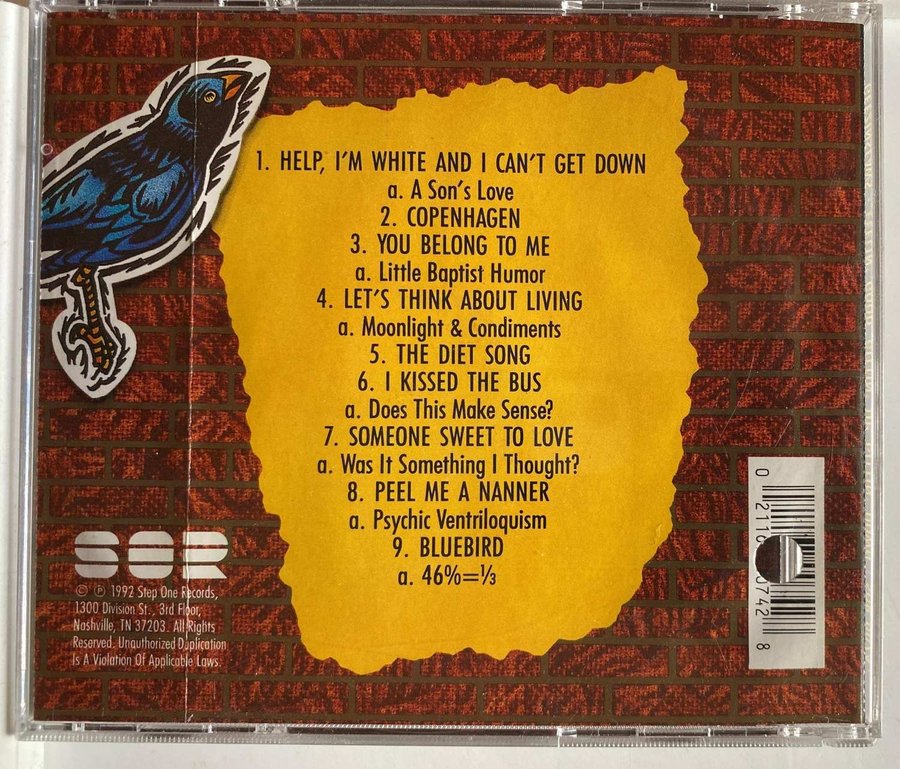 1. HELP, I'M WHITE AND I CAN'T GET DOWN
a. A Son's Love
2. COPENHAGEN
3. YOU BELONG TO ME
a. Little Baptist Humor
4. LET'S THINK ABOUT LIVING
a. Moonlight & Condiments
5. THE DIET SONG
6. I KISSED THE BUS
a. Does This Make Sense?
7. SOMEONE SWEET TO LOVE
a. Was It Something I Thought?
8. PEEL ME A NANNER
a. Psychic Ventriloquism
9. BLUEBIRD
a. 46%=⅓
SOR
© ℗ 1992 Step One Records,
1300 Division St., 3rd Floor,
Nashville, TN 37203. All Rights
Reserved. Unauthorized Duplication
Is A Violation Of Applicable Laws.
0 2116 0742 8